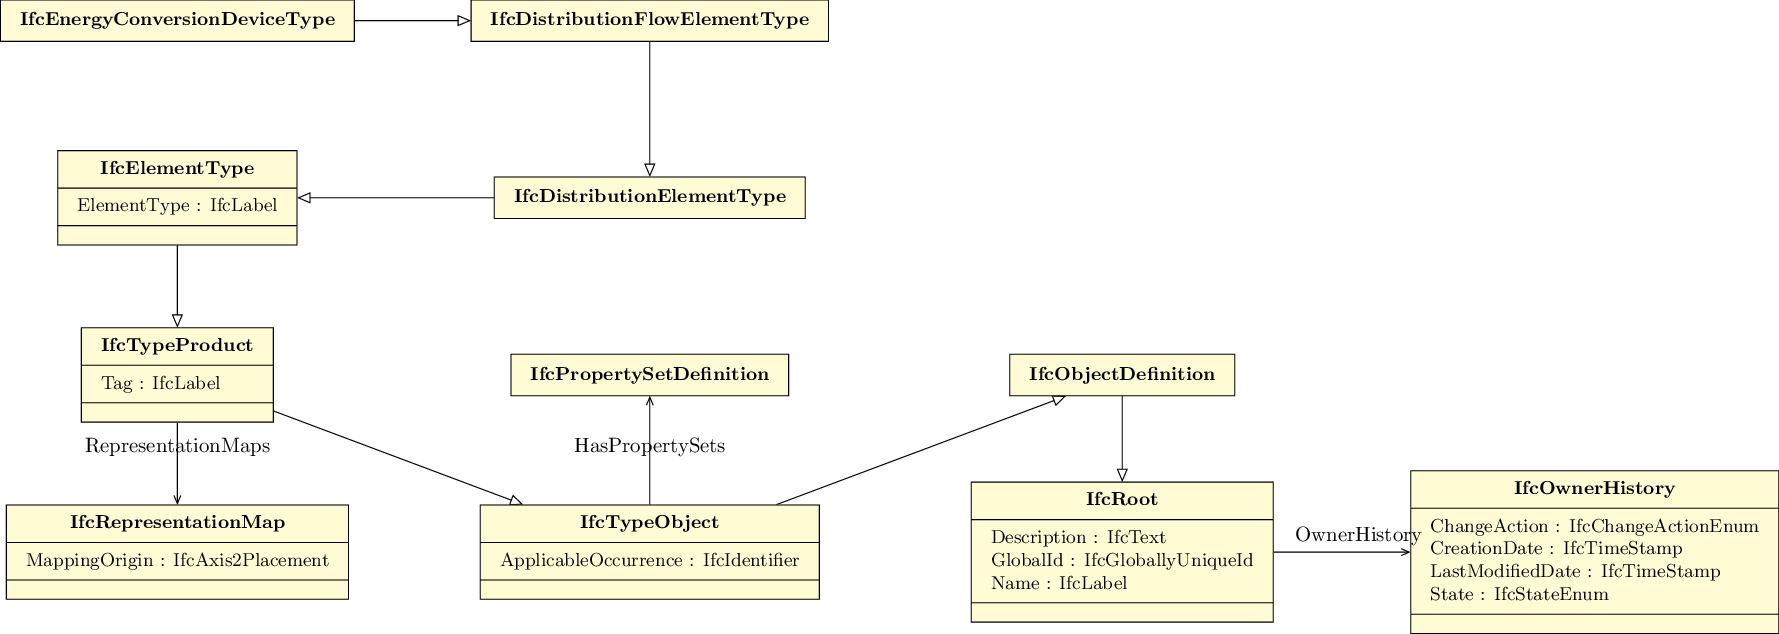 IfcEnergyConversionDeviceType
IfcDistributionFlowElementType
IfcElementType
ElementType : IfcLabel
IfcDistributionElementType
IfcTypeProduct
Tag : IfcLabel
IfcPropertySetDefinition
IfcObjectDefinition
RepresentationMaps
HasPropertySets
IfcRepresentationMap
MappingOrigin : IfcAxis2Placement
IfcTypeObject
ApplicableOccurrence : IfcIdentifier
IfcRoot
Description : IfcText
GlobalId : IfcGloballyUniqueId
Name : IfcLabel
OwnerHistory
IfcOwnerHistory
ChangeAction : IfcChangeActionEnum
CreationDate : IfcTimeStamp
LastModifiedDate : IfcTimeStamp
State : IfcStateEnum